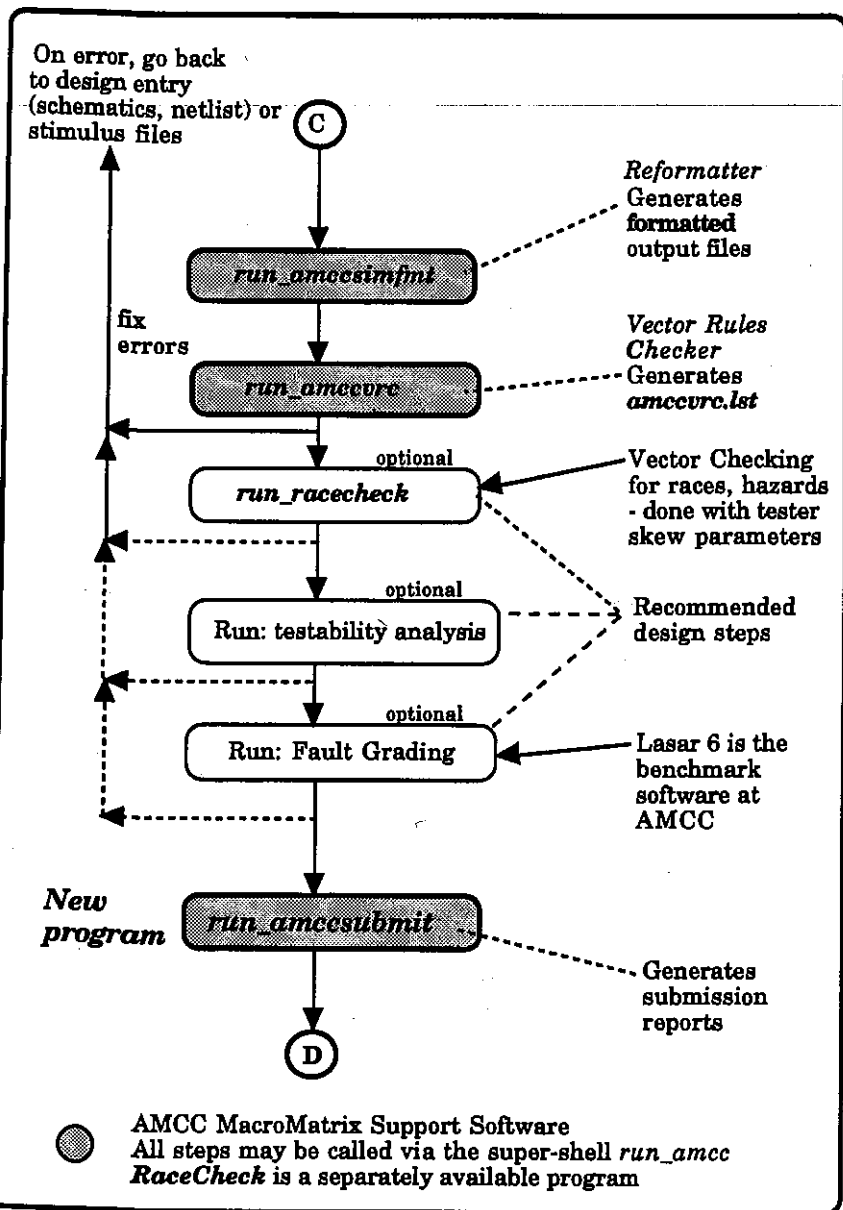 On error, go back
to design entry
(schematics, netlist) or
stimulus files
C
Reformatter
Generates
formatted
output files
run_amccsimfmt
fix
errors
Vector Rules
Checker
Generates
amccvrc.lst
run_amccvrc
optional
run_racecheck
Vector Checking
for races, hazards
- done with tester
skew parameters
optional
Run: testability analysis
Recommended
design steps
optional
Run: Fault Grading
Lasar 6 is the
benchmark
software at
AMCC
New
program
run_amccsubmit
Generates
submission
reports
D
AMCC MacroMatrix Support Software
All steps may be called via the super-shell run_amcc
RaceCheck is a separately available program